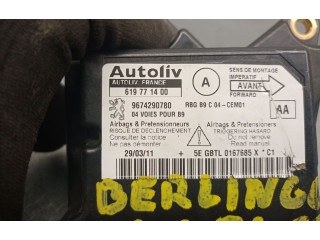 Autoliv
AUTOLIV, FRANCE
619 77 14 00
A
SENS DE MONTAGE
IMPERATIF
AVANT
FORWARD
9674290780
RBG B9 C 04 - CEM01
04 VOIES POUR B9
AA
Airbags & Pretensionneurs
RISQUE DE DECLENCHEMENT
Consulter la notice
Ne pas démonter
Airbags & Pretensioners
TRIGGERING HAZARD
Read manual
Do not remove
29/03/11 + 5E GBTL 0167685 X * C1
BERLINGO